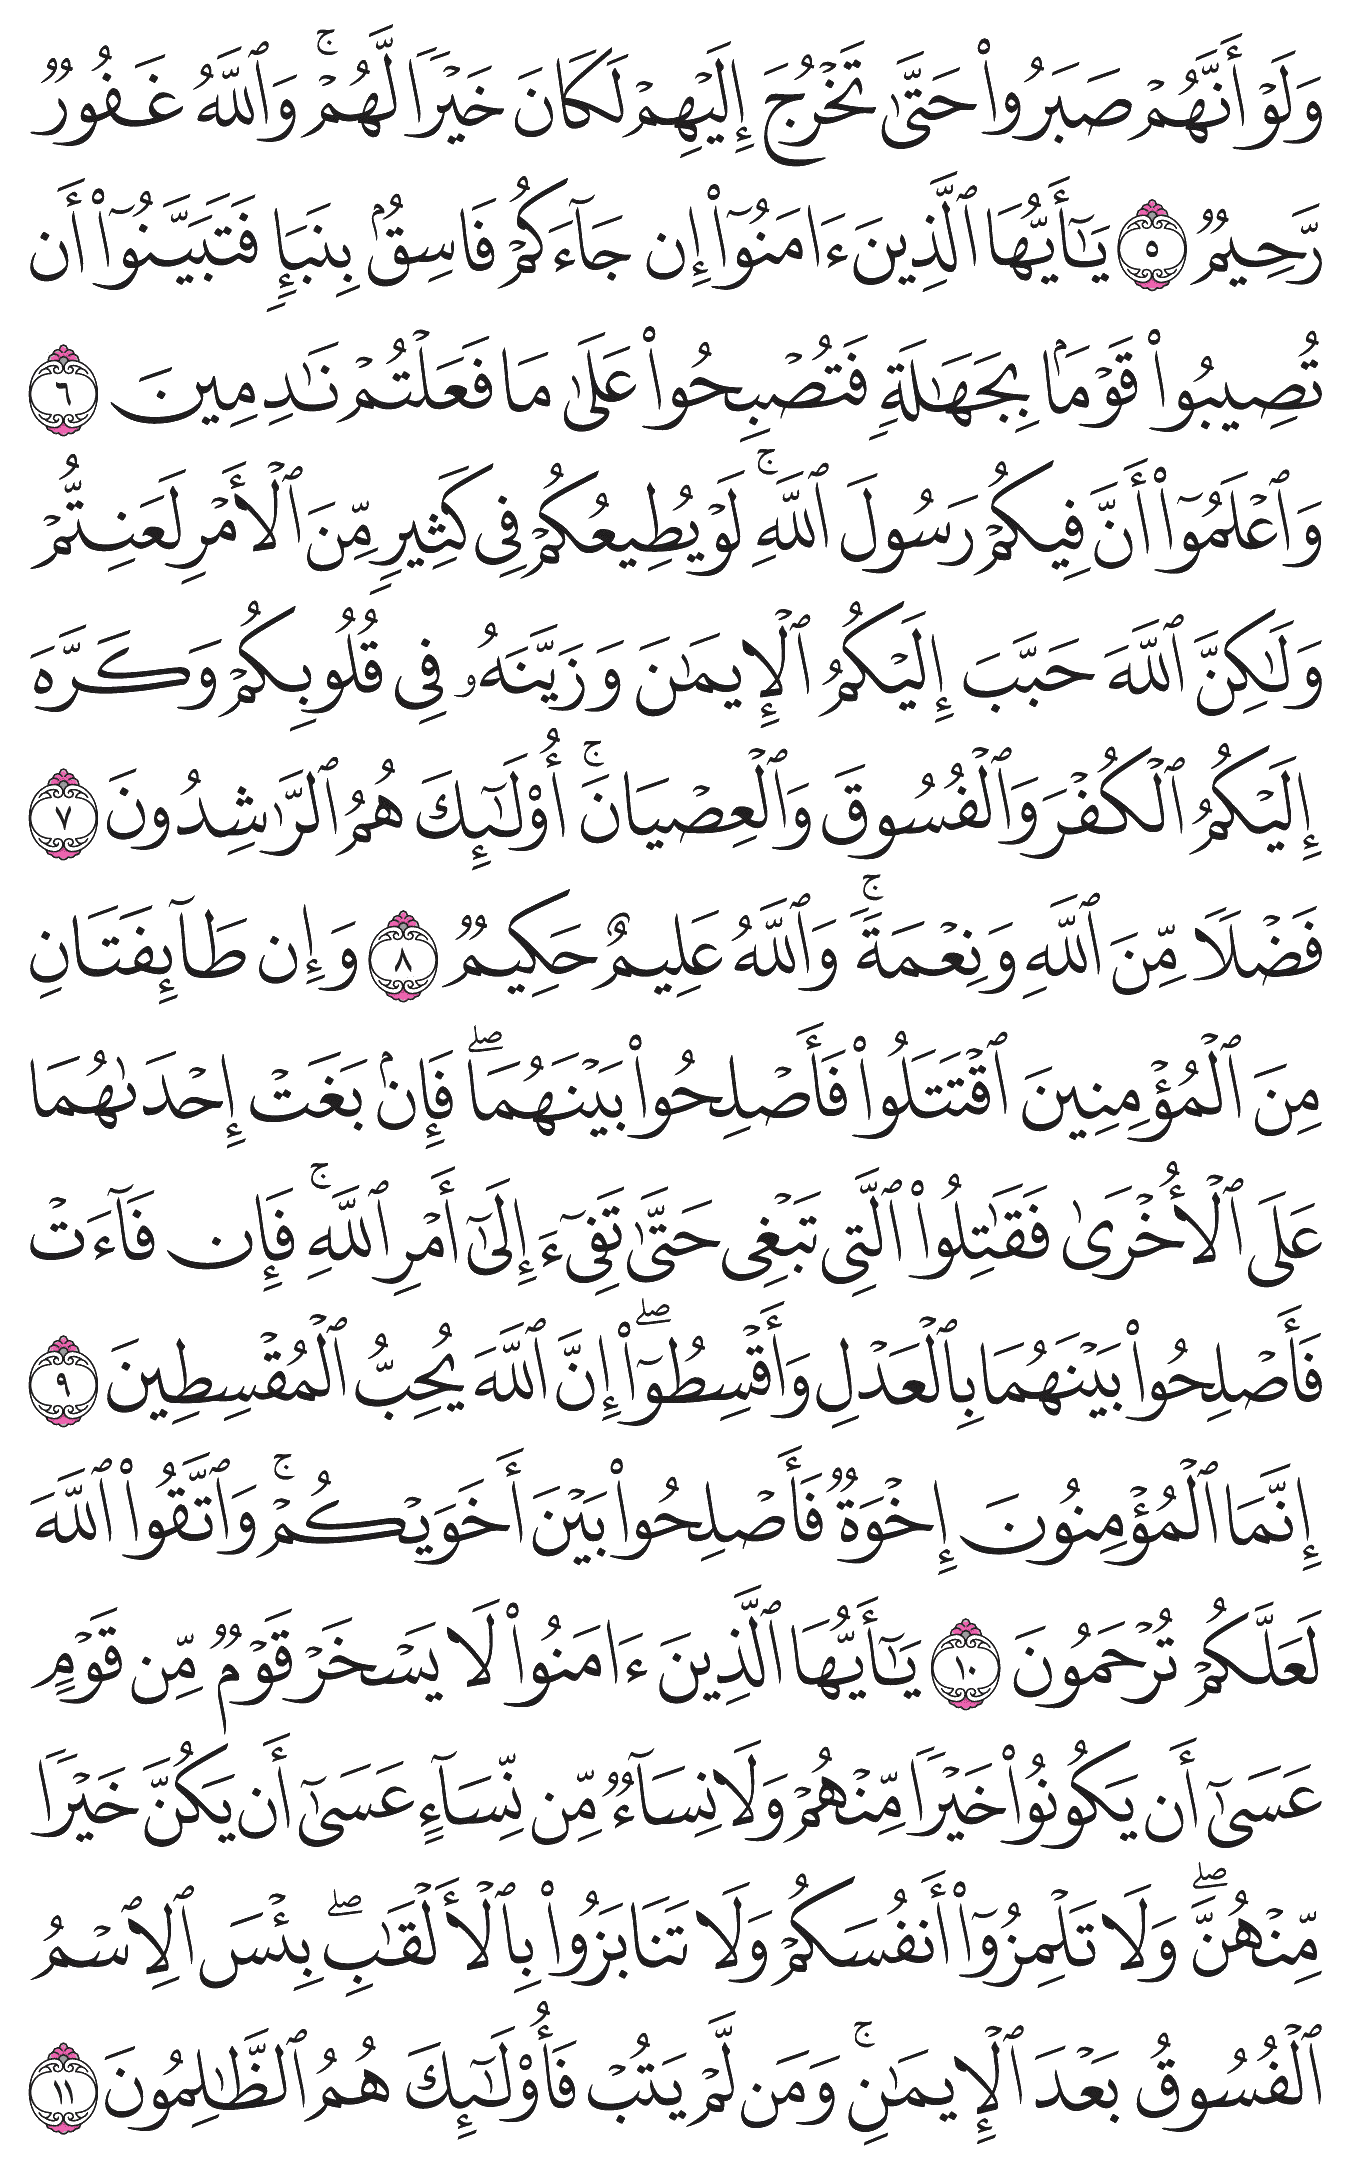 وَلَوْ أَنَّهُمْ صَبَرُوا۟ حَتَّىٰ تَخْرُجَ إِلَيْهِمْ لَكَانَ خَيْرًا لَّهُمْ ۚ وَٱللَّهُ غَفُورٌ
رَّحِيمٌ ٥ يَـٰٓأَيُّهَا ٱلَّذِينَ ءَامَنُوٓا۟ إِن جَآءَكُمْ فَاسِقٌۢ بِنَبَإٍ فَتَبَيَّنُوٓا۟ أَن
تُصِيبُوا۟ قَوْمًۢا بِجَهَـٰلَةٍ فَتُصْبِحُوا۟ عَلَىٰ مَا فَعَلْتُمْ نَـٰدِمِينَ ٦
وَٱعْلَمُوٓا۟ أَنَّ فِيكُمْ رَسُولَ ٱللَّهِ ۚ لَوْ يُطِيعُكُمْ فِى كَثِيرٍ مِّنَ ٱلْأَمْرِ لَعَنِتُّمْ
وَلَـٰكِنَّ ٱللَّهَ حَبَّبَ إِلَيْكُمُ ٱلْإِيمَـٰنَ وَزَيَّنَهُۥ فِى قُلُوبِكُمْ وَكَرَّهَ
إِلَيْكُمُ ٱلْكُفْرَ وَٱلْفُسُوقَ وَٱلْعِصْيَانَ ۚ أُو۟لَـٰٓئِكَ هُمُ ٱلرَّٰشِدُونَ ٧
فَضْلًا مِّنَ ٱللَّهِ وَنِعْمَةً ۚ وَٱللَّهُ عَلِيمٌ حَكِيمٌ ٨ وَإِن طَآئِفَتَانِ
مِنَ ٱلْمُؤْمِنِينَ ٱقْتَتَلُوا۟ فَأَصْلِحُوا۟ بَيْنَهُمَا ۖ فَإِنۢ بَغَتْ إِحْدَىٰهُمَا
عَلَى ٱلْأُخْرَىٰ فَقَـٰتِلُوا۟ ٱلَّتِى تَبْغِى حَتَّىٰ تَفِىٓءَ إِلَىٰٓ أَمْرِ ٱللَّهِ ۚ فَإِن فَآءَتْ
فَأَصْلِحُوا۟ بَيْنَهُمَا بِٱلْعَدْلِ وَأَقْسِطُوٓا۟ ۖ إِنَّ ٱللَّهَ يُحِبُّ ٱلْمُقْسِطِينَ ٩
إِنَّمَا ٱلْمُؤْمِنُونَ إِخْوَةٌ فَأَصْلِحُوا۟ بَيْنَ أَخَوَيْكُمْ ۚ وَٱتَّقُوا۟ ٱللَّهَ
لَعَلَّكُمْ تُرْحَمُونَ ١٠ يَـٰٓأَيُّهَا ٱلَّذِينَ ءَامَنُوا۟ لَا يَسْخَرْ قَوْمٌ مِّن قَوْمٍ
عَسَىٰٓ أَن يَكُونُوا۟ خَيْرًا مِّنْهُمْ وَلَا نِسَآءٌ مِّن نِّسَآءٍ عَسَىٰٓ أَن يَكُنَّ خَيْرًا
مِّنْهُنَّ ۖ وَلَا تَلْمِزُوٓا۟ أَنفُسَكُمْ وَلَا تَنَابَزُوا۟ بِٱلْأَلْقَـٰبِ ۖ بِئْسَ ٱلِٱسْمُ
ٱلْفُسُوقُ بَعْدَ ٱلْإِيمَـٰنِ ۚ وَمَن لَّمْ يَتُبْ فَأُو۟لَـٰٓئِكَ هُمُ ٱلظَّـٰلِمُونَ ١١